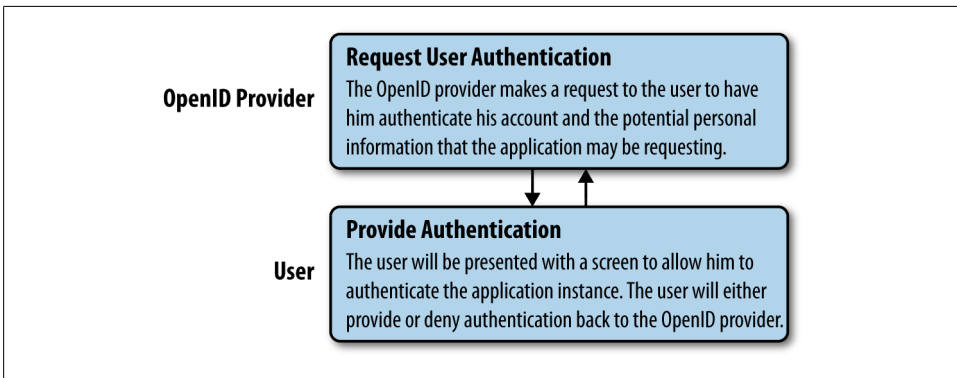 Request User Authentication
OpenID Provider
The OpenID provider makes a request to the user to have
him authenticate his account and the potential personal
information that the application may be requesting.
Provide Authentication
User
The user will be presented with a screen to allow him to
authenticate the application instance. The user will either
provide or deny authentication back to the OpenID provider.